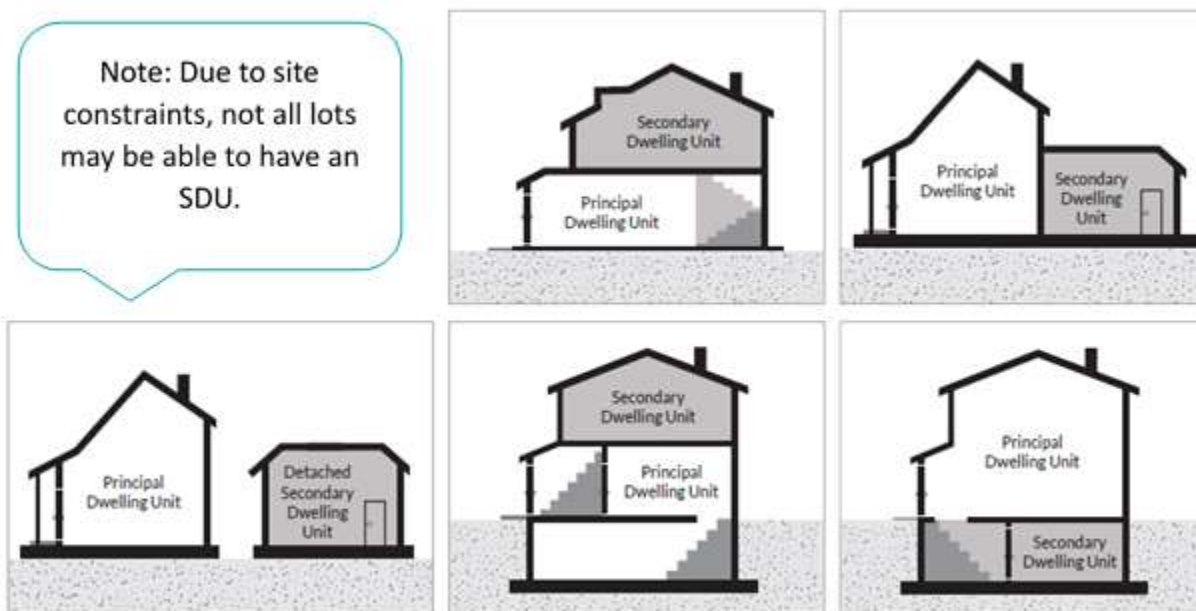 Note: Due to site
constraints, not all lots
may be able to have an
SDU.
Secondary
Dwelling Unit
Principal
Dwelling Unit
Principal
Dwelling Unit
Secondary
Dwelling
Unit
Principal
Dwelling Unit
Detached
Secondary
Dwelling
Unit
Secondary
Dwelling Unit
Principal
Dwelling Unit
Principal
Dwelling Unit
Secondary
Dwelling Unit